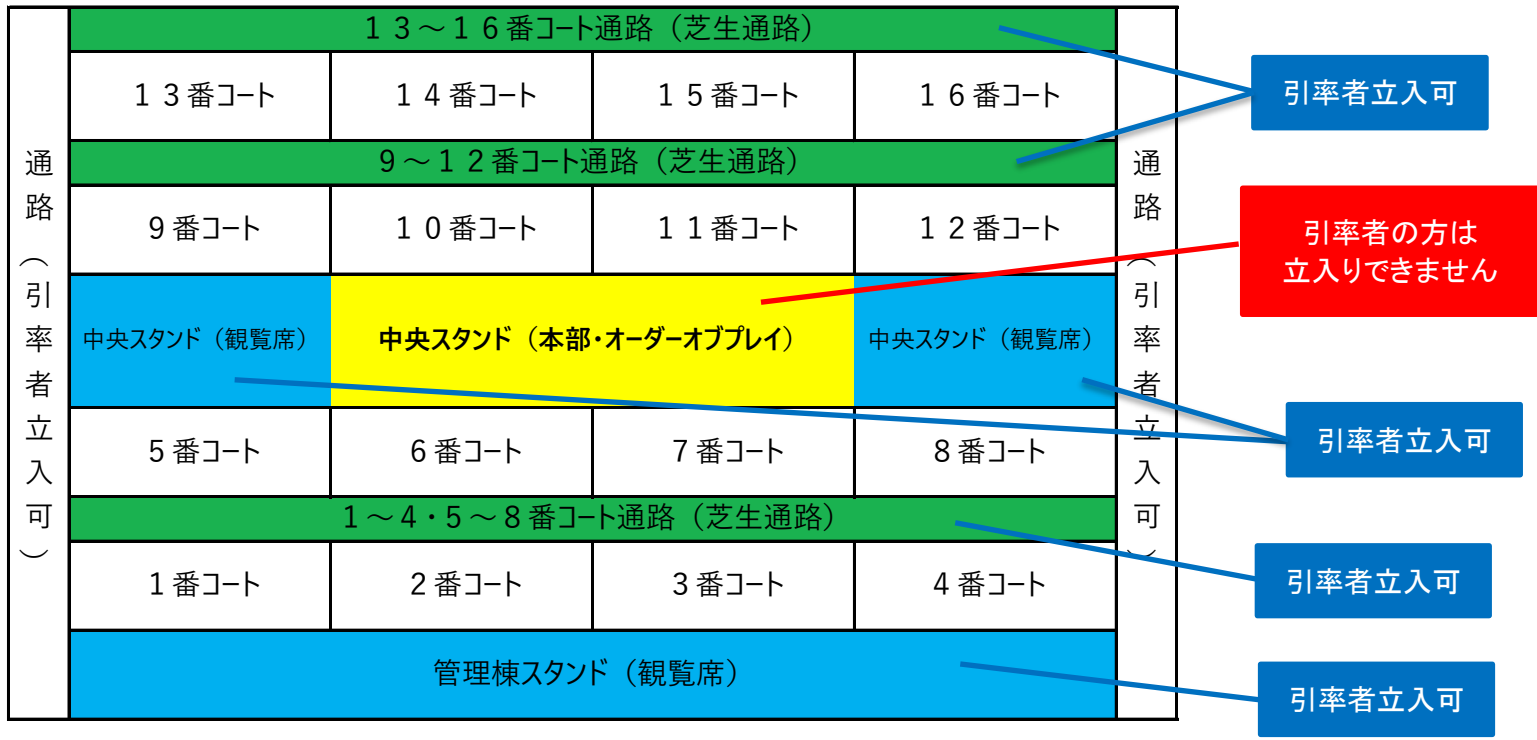 １３～１６番コート通路（芝生通路）
１３番コート
１４番コート
１５番コート
１６番コート
引率者立入可
９～１２番コート通路（芝生通路）
９番コート
１０番コート
１１番コート
１２番コート
引率者の方は
立入りできません
通路（引率者立入可）
通路（引率者立入可）
中央スタンド（観覧席）
中央スタンド（本部・オーダーオブプレイ）
中央スタンド（観覧席）
５番コート
６番コート
７番コート
８番コート
引率者立入可
１～４・５～８番コート通路（芝生通路）
１番コート
２番コート
３番コート
４番コート
引率者立入可
管理棟スタンド（観覧席）
引率者立入可